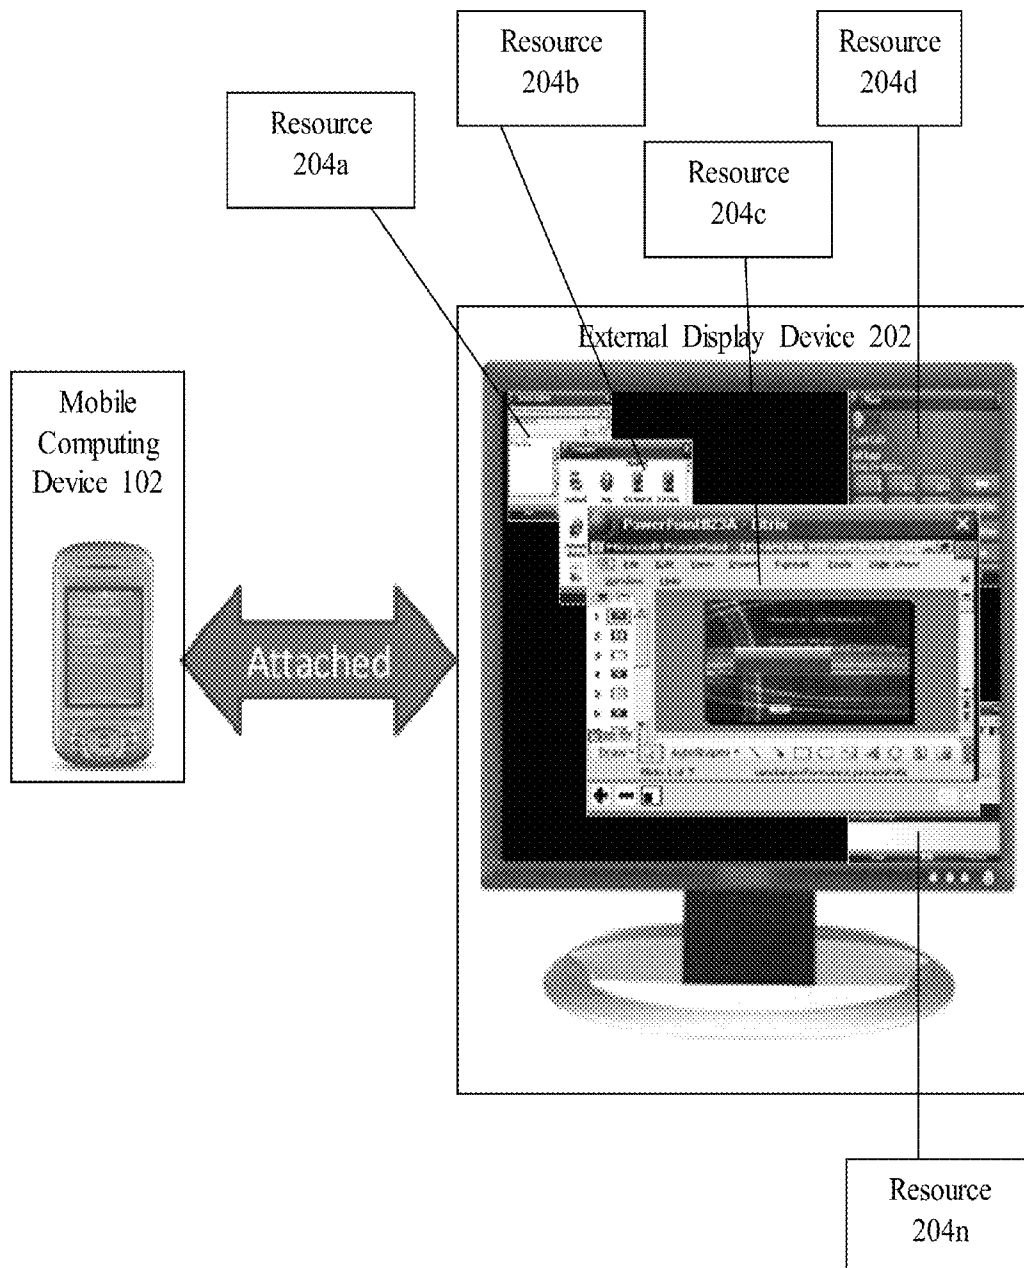 Resource
204b
Resource
204d
Resource
204a
Resource
204c
External Display Device 202
Mobile
Computing
Device 102
Attached
Format
Resource
204n